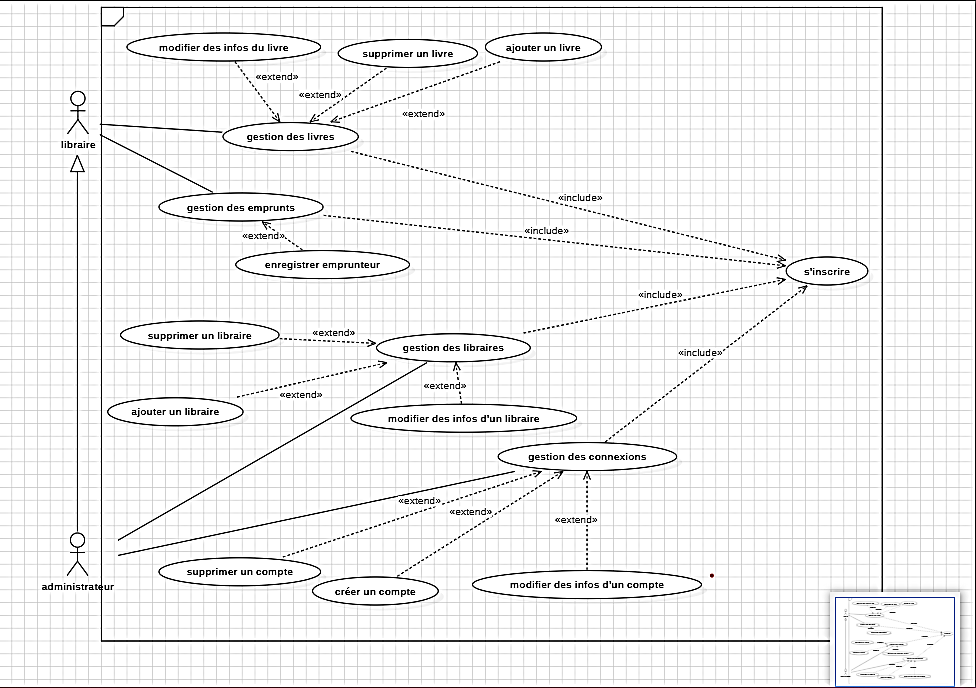 modifier des infos du livre
supprimer un livre
ajouter un livre
«extend»
«extend»
«extend»
gestion des livres
libraire
«include»
gestion des emprunts
«include»
«extend»
enregistrer emprunteur
s'inscrire
«include»
supprimer un libraire
«extend»
gestion des libraires
«include»
«extend»
«extend»
ajouter un libraire
modifier des infos d'un libraire
gestion des connexions
«extend»
«extend»
«extend»
supprimer un compte
créer un compte
modifier des infos d'un compte
administrateur